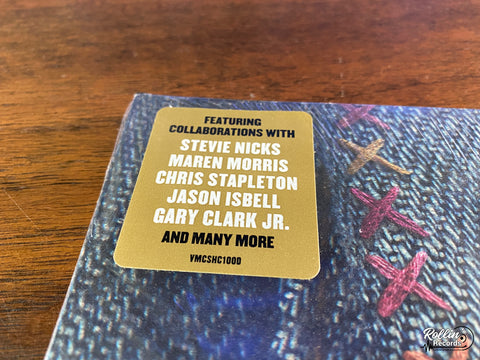 FEATURING
COLLABORATIONS WITH
STEVIE NICKS
MAREN MORRIS
CHRIS STAPLETON
JASON ISBELL
GARY CLARK JR.
AND MANY MORE
VMCSHC100D
Rollin'
Records